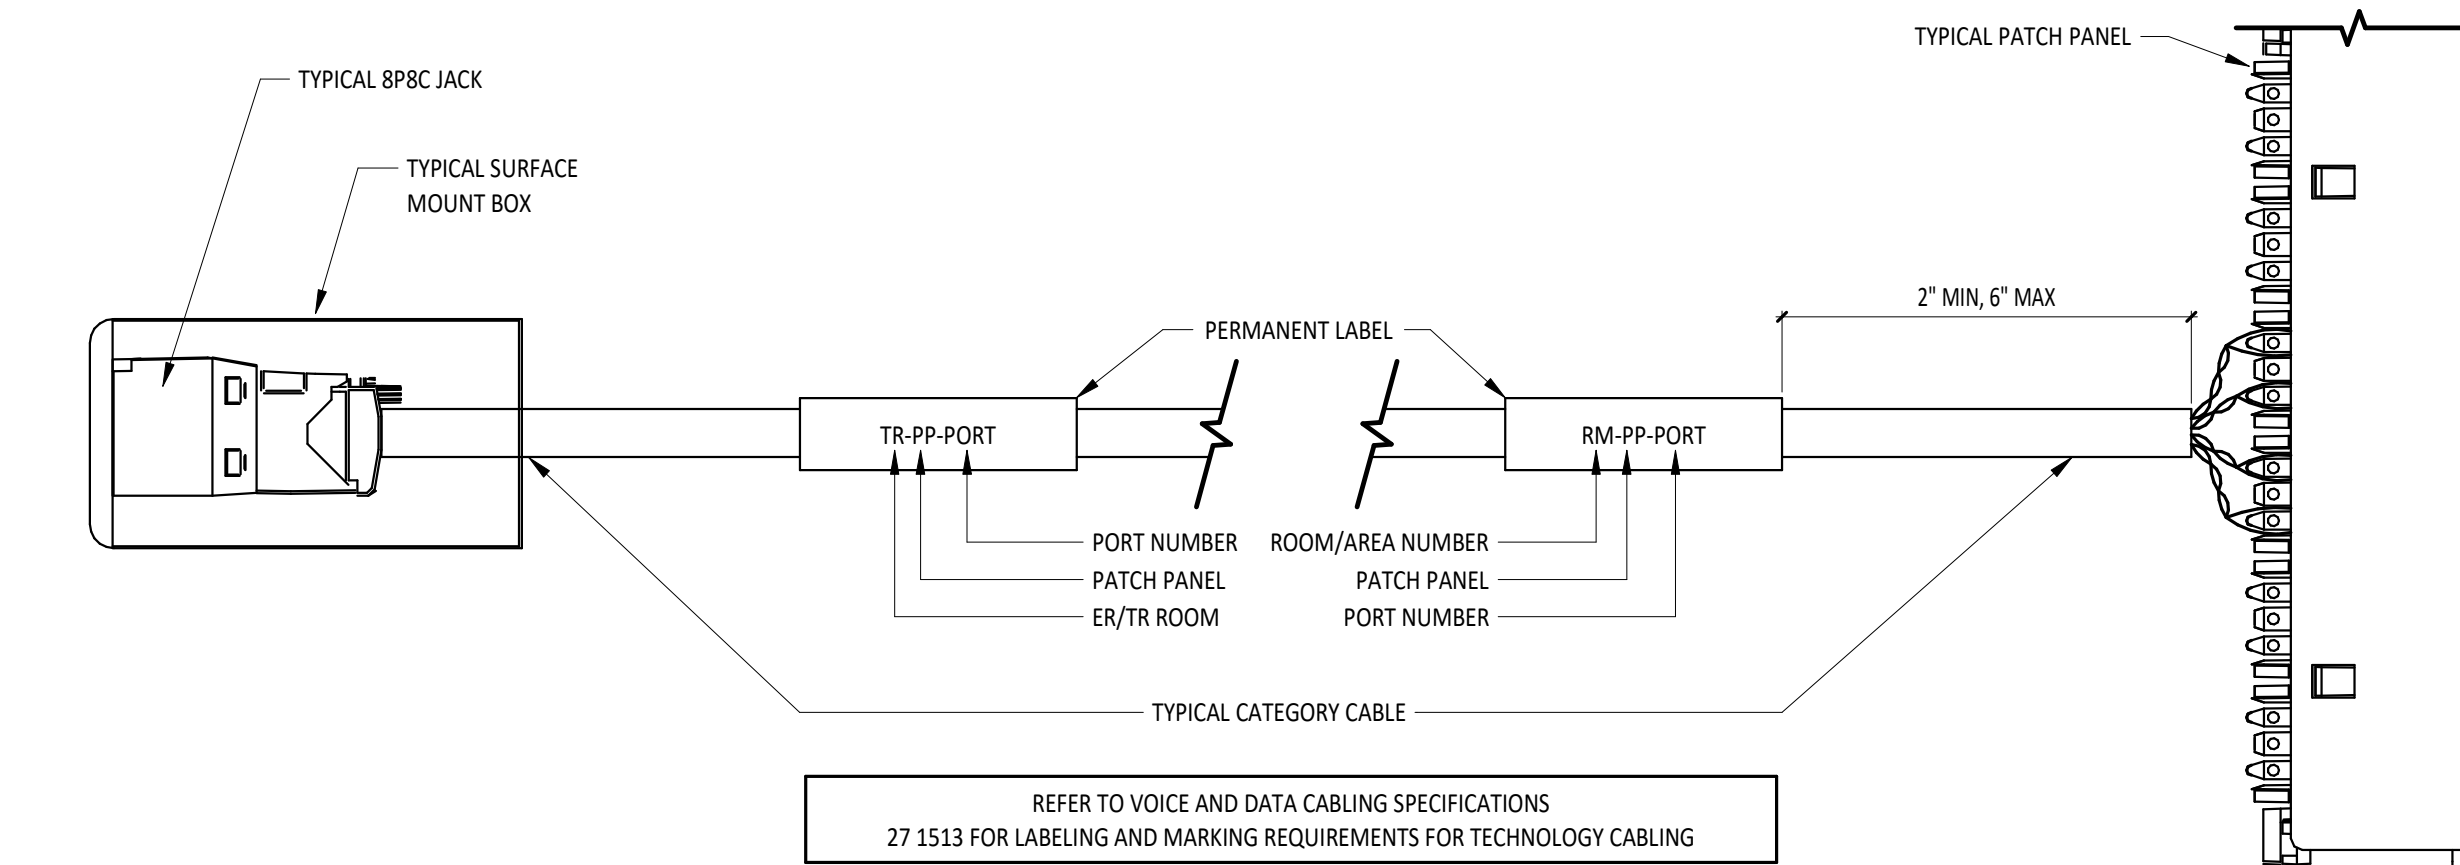 TYPICAL PATCH PANEL
TYPICAL 8P8C JACK
TYPICAL SURFACE
MOUNT BOX
2" MIN, 6" MAX
PERMANENT LABEL
TR-PP-PORT
RM-PP-PORT
PORT NUMBER
PATCH PANEL
ER/TR ROOM
ROOM/AREA NUMBER
PATCH PANEL
PORT NUMBER
TYPICAL CATEGORY CABLE
REFER TO VOICE AND DATA CABLING SPECIFICATIONS
27 1513 FOR LABELING AND MARKING REQUIREMENTS FOR TECHNOLOGY CABLING